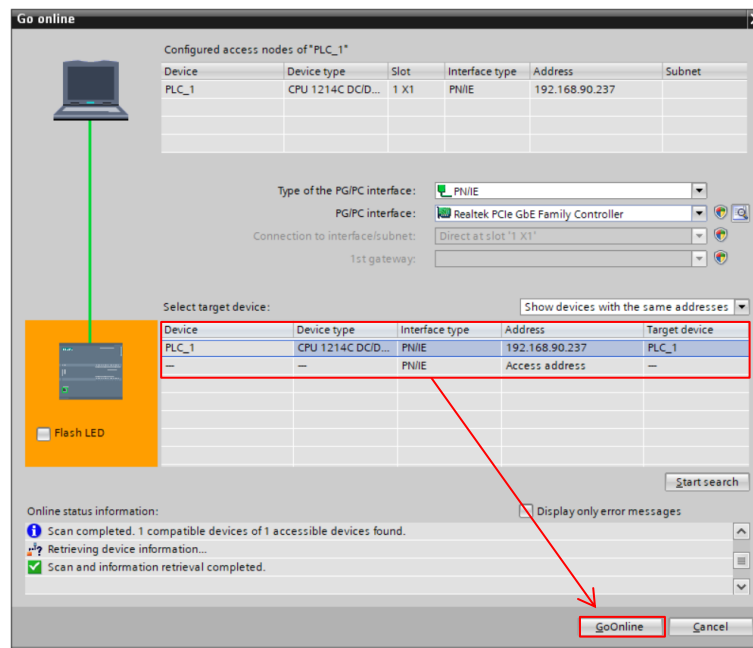 Go online
Configured access nodes of "PLC_1"
Device Device type Slot Interface type Address Subnet
PLC_1 CPU 1214C DC/D... 1 X1 PN/IE 192.168.90.237
Type of the PG/PC interface: PN/IE
PG/PC interface: Realtek PCIe GbE Family Controller
Connection to interface/subnet: Direct at slot '1 X1'
1st gateway:
Select target device: Show devices with the same addresses
Device Device type Interface type Address Target device
PLC_1 CPU 1214C DC/D... PN/IE 192.168.90.237 PLC_1
— — PN/IE Access address —
Flash LED
Start search
Online status information: Display only error messages
Scan completed. 1 compatible devices of 1 accessible devices found.
Retrieving device information...
Scan and information retrieval completed.
GoOnline Cancel